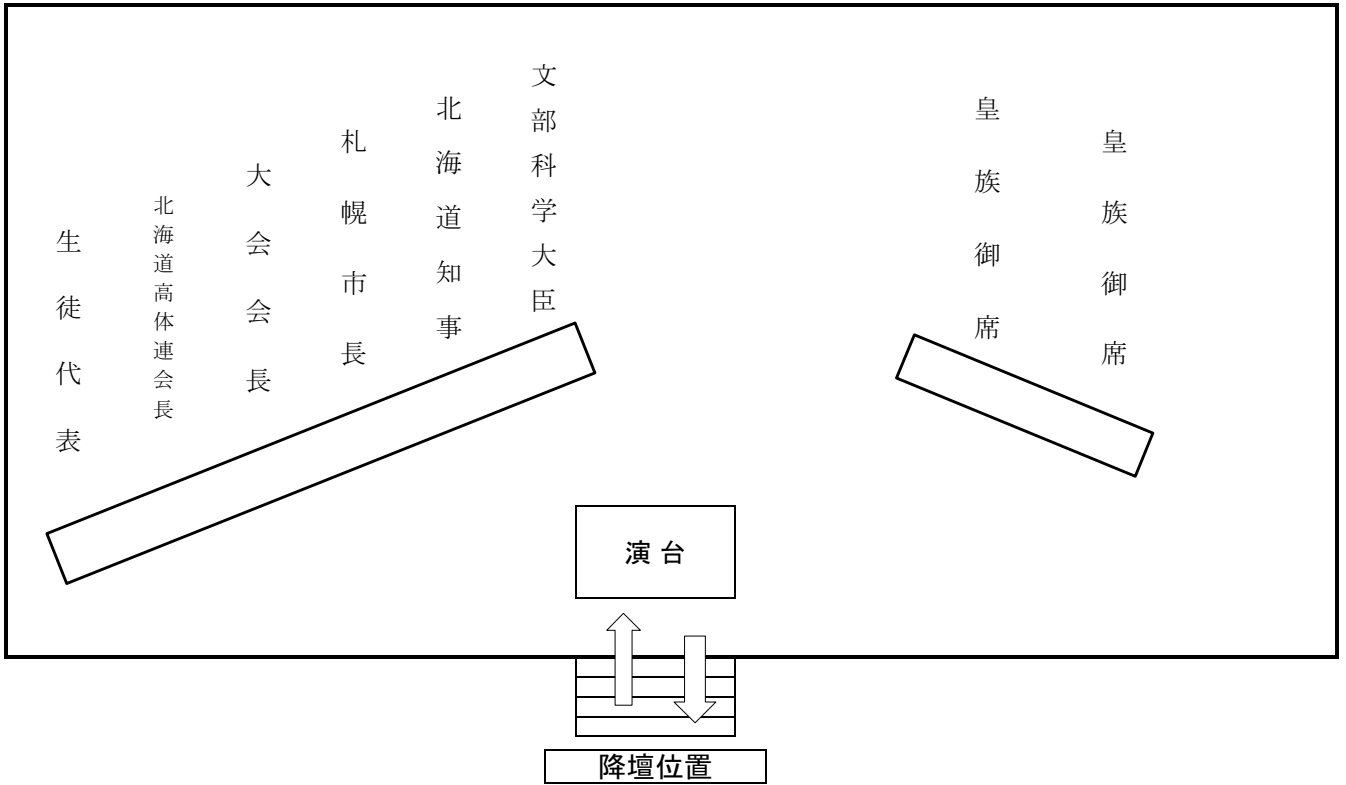 皇族御席
皇族御席
文部科学大臣
北海道知事
札幌市長
大会会長
北海道高体連会長
生徒代表
演台
降壇位置